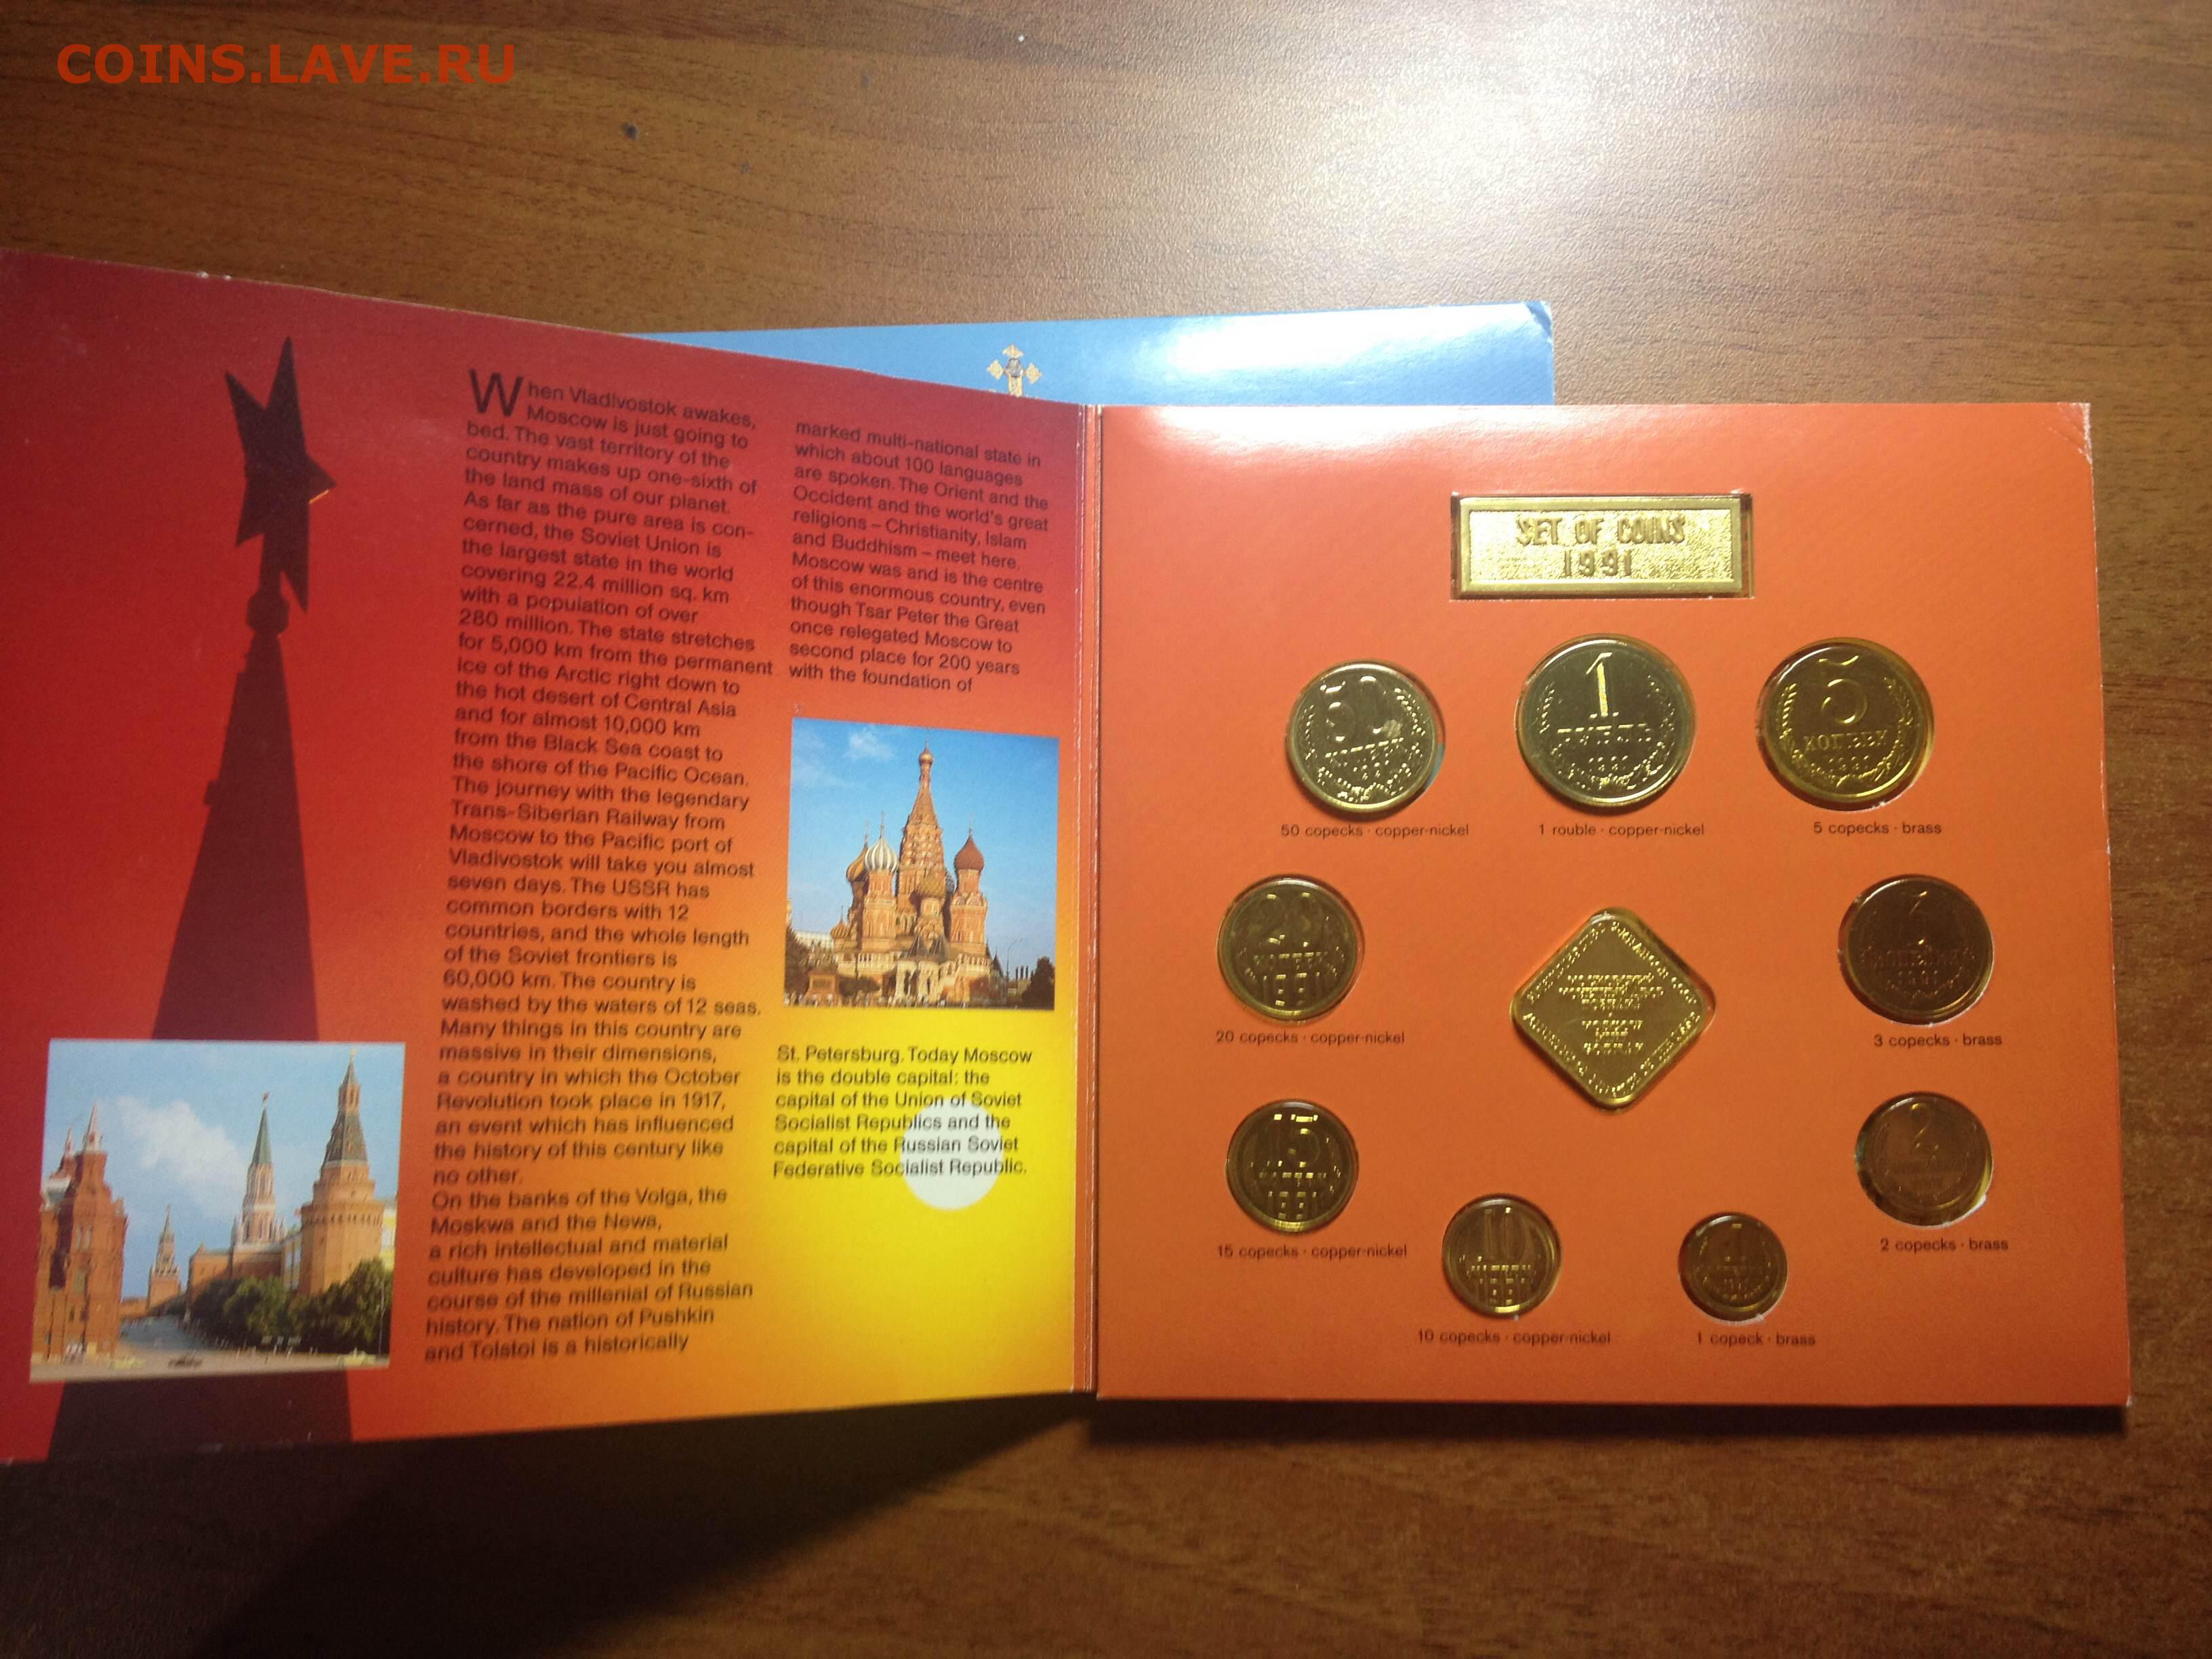 COINS.LAVE.RU
When Vladivostok awakes,
Moscow is just going to
bed. The vast territory of the
country makes up one-sixth of
the land mass of our planet.
As far as the pure area is con-
cerned, the Soviet Union is
the largest state in the world
covering 22.4 million sq. km
with a population of over
280 million. The state stretches
for 5,000 km from the permanent
ice of the Arctic right down to
the hot desert of Central Asia
and for almost 10,000 km
from the Black Sea coast to
the shore of the Pacific Ocean.
The journey with the legendary
Trans-Siberian Railway from
Moscow to the Pacific port of
Vladivostok will take you almost
seven days. The USSR has
common borders with 12
countries, and the whole length
of the Soviet frontiers is
60,000 km. The country is
washed by the waters of 12 seas.
Many things in this country are
massive in their dimensions,
a country in which the October
Revolution took place in 1917,
an event which has influenced
the history of this century like
no other.
On the banks of the Volga, the
Moskwa and the Newa,
a rich intellectual and material
culture has developed in the
course of the millenial of Russian
history. The nation of Pushkin
and Tolstoi is a historically
marked multi-national state in
which about 100 languages
are spoken. The Orient and the
Occident and the world's great
religions – Christianity, Islam
and Buddhism – meet here.
Moscow was and is the centre
of this enormous country, even
though Tsar Peter the Great
once relegated Moscow to
second place for 200 years
with the foundation of
St. Petersburg. Today Moscow
is the double capital: the
capital of the Union of Soviet
Socialist Republics and the
capital of the Russian Soviet
Federative Socialist Republic.
SET OF COINS
1991
50
КОПЕЕК
1
РУБЛЬ
1991
5
КОПЕЕК
1991
50 copecks · copper-nickel
1 rouble · copper-nickel
5 copecks · brass
20
КОПЕЕК
1991
3
КОПЕЙКИ
1991
20 copecks · copper-nickel
3 copecks · brass
15
КОПЕЕК
1991
2
15 copecks · copper-nickel
2 copecks · brass
10
КОПЕЕК
1991
1
10 copecks · copper-nickel
1 copeck · brass